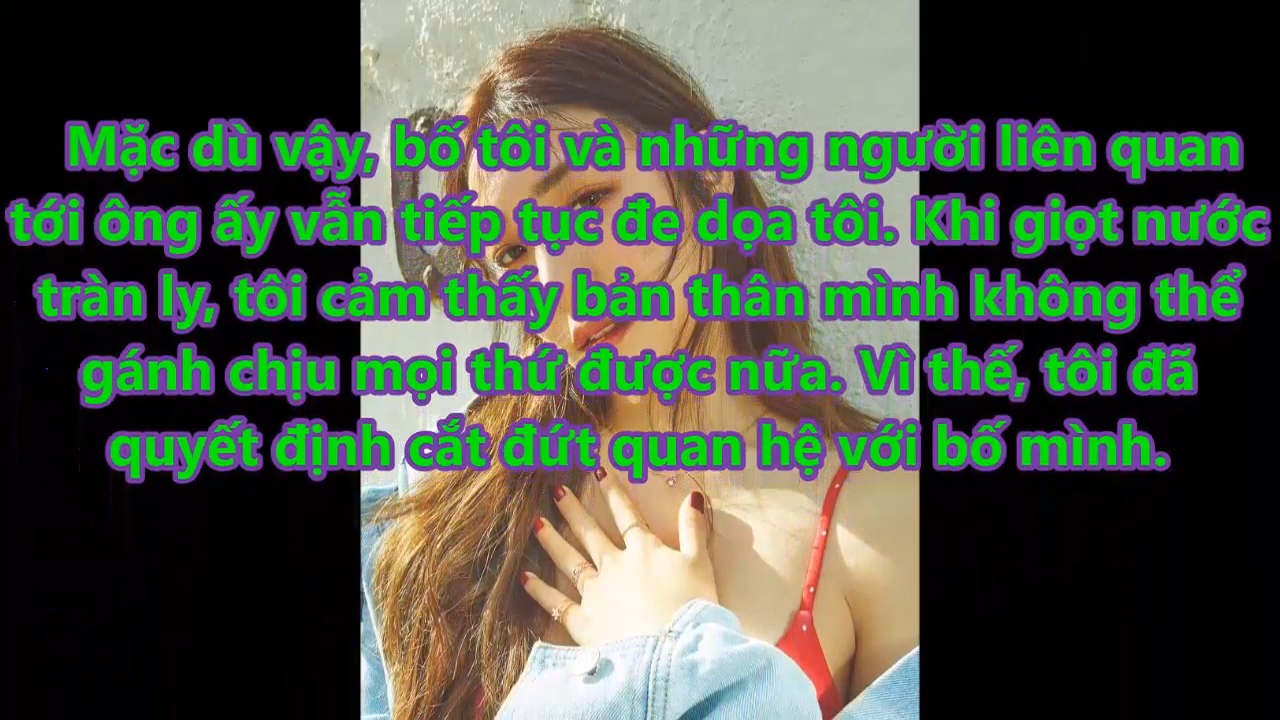 Mặc dù vậy, bố tôi và những người liên quan
tới ông ấy vẫn tiếp tục đe dọa tôi. Khi giọt nước
tràn ly, tôi cảm thấy bản thân mình không thể
gánh chịu mọi thứ được nữa. Vì thế, tôi đã
quyết định cắt đứt quan hệ với bố mình.